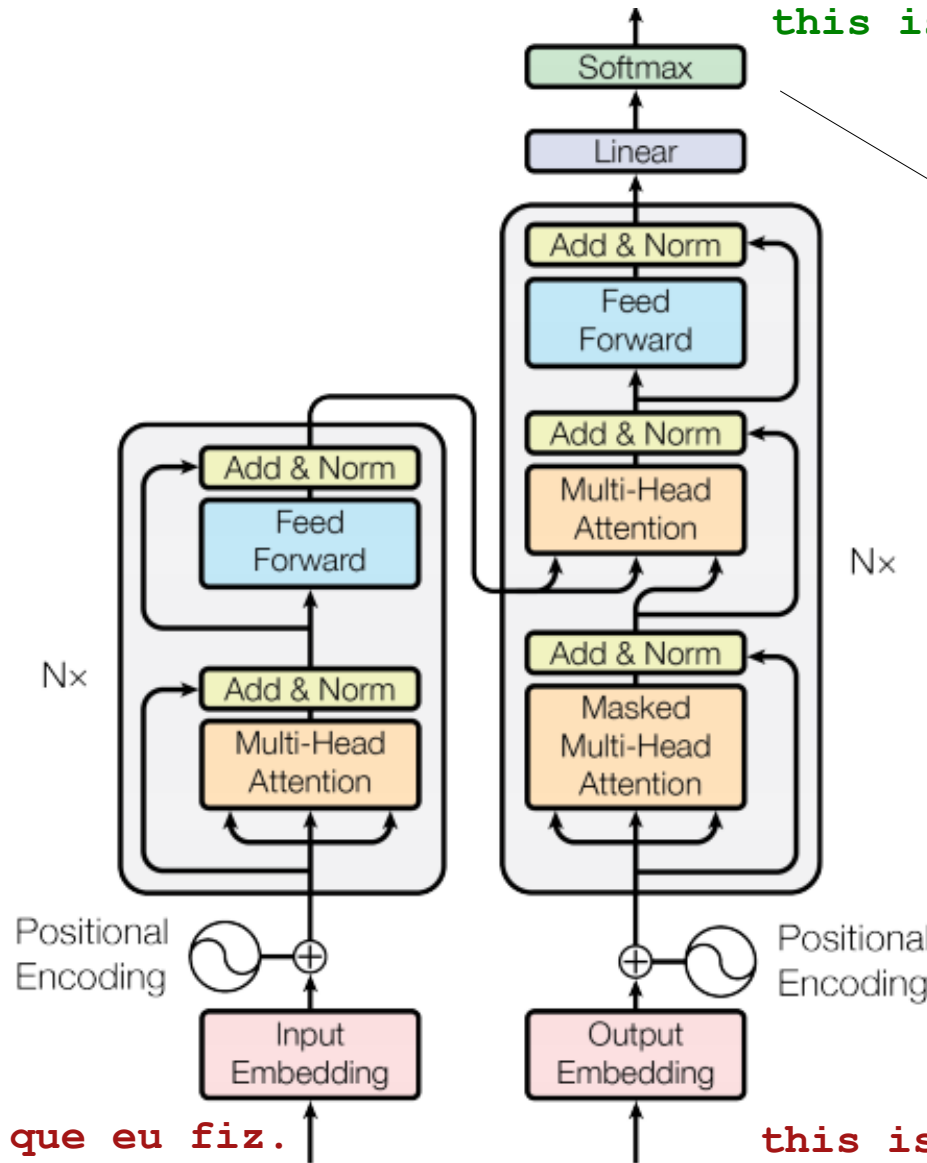 this is
Softmax
Linear
Add & Norm
Feed
Forward
Add & Norm
Multi-Head
Attention
Nx
Add & Norm
Masked
Multi-Head
Attention
Add & Norm
Feed
Forward
Nx
Add & Norm
Multi-Head
Attention
Positional
Encoding
Positional
Encoding
Input
Embedding
Output
Embedding
que eu fiz.
this is